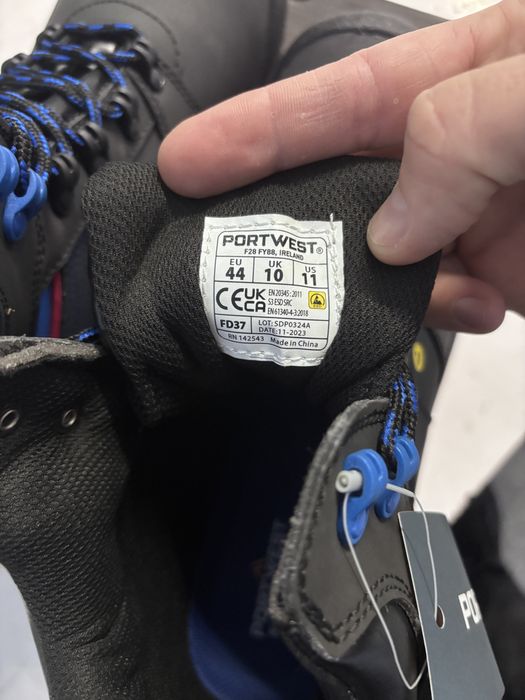 PORTWEST®
F28 FY88, IRELAND
EU UK US
44 10 11
CE UK CA EN 20345 : 2011
S3 ESD SRC
EN 61340-4-3:2018
FD37 LOT: SDP0324A
DATE: 11-2023
RN 142543 Made in China
PO